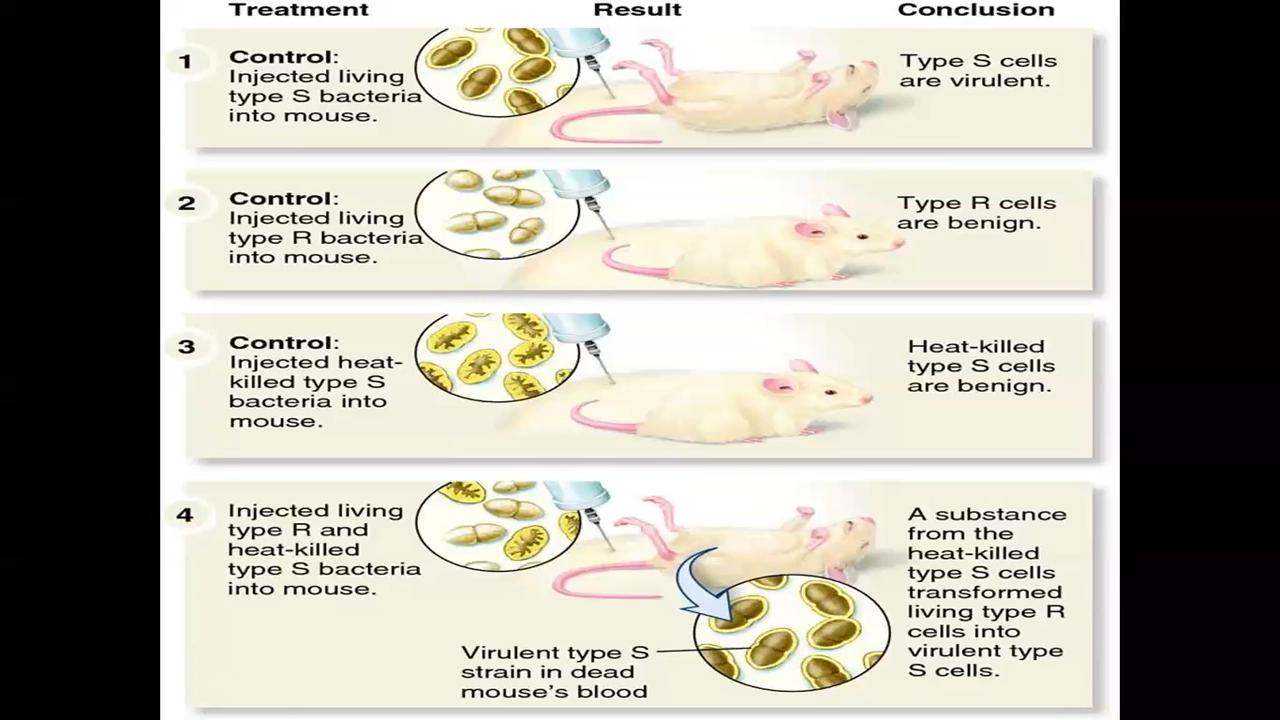 Treatment Result Conclusion
1 Control:
Injected living
type S bacteria
into mouse.
Type S cells
are virulent.
2 Control:
Injected living
type R bacteria
into mouse.
Type R cells
are benign.
3 Control:
Injected heat-
killed type S
bacteria into
mouse.
Heat-killed
type S cells
are benign.
4 Injected living
type R and
heat-killed
type S bacteria
into mouse.
Virulent type S
strain in dead
mouse's blood
A substance
from the
heat-killed
type S cells
transformed
living type R
cells into
virulent type
S cells.